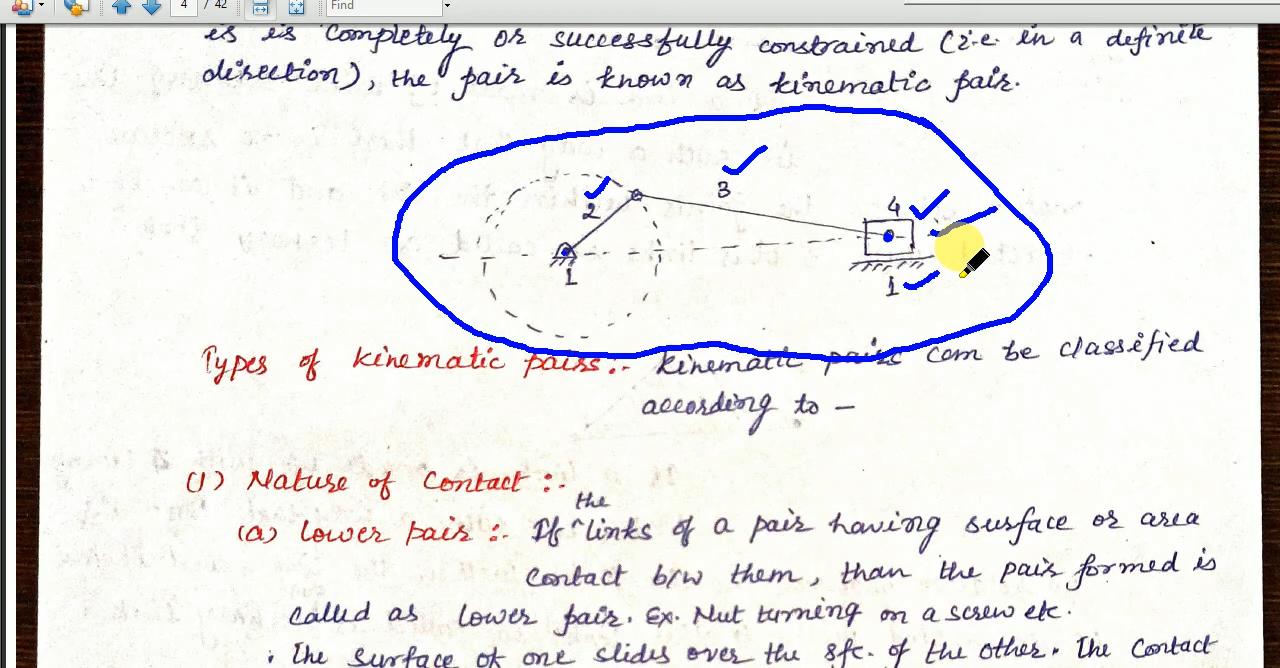 4 / 42
Find
is is completely or successfully constrained (i.e. in a definite
direction), the pair is known as kinematic pair.
3
2
4
1
1
Types of kinematic pairs:- kinematic pairs can be classified
according to -
(1) Nature of Contact :-
the
(a) Lower pair :- If ^ links of a pair having surface or area
Contact b/w them, than the pair formed is
called as lower pair. Ex. Nut turning on a screw etc.
. The surface of one slides over the sfc. of the other. The Contact